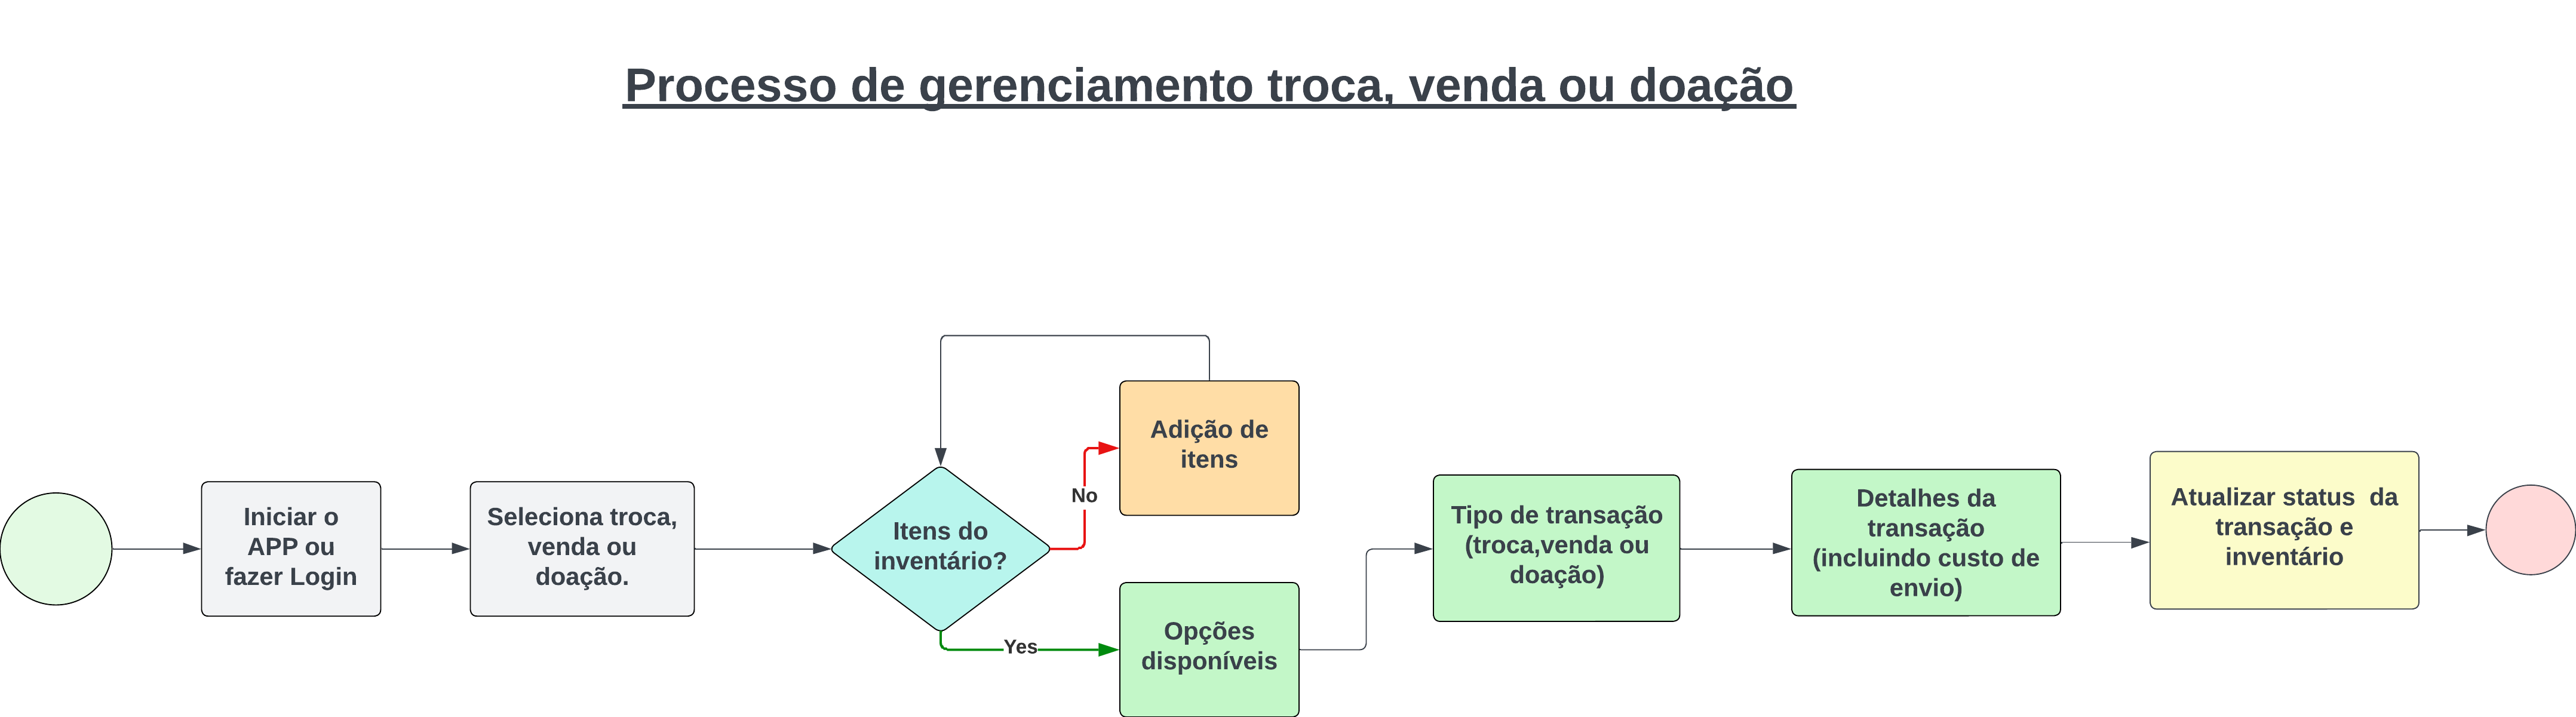 Processo de gerenciamento troca, venda ou doação
Iniciar o
APP ou
fazer Login
Seleciona troca,
venda ou
doação.
Itens do
inventário?
No
Adição de
itens
Yes
Opções
disponíveis
Tipo de transação
(troca,venda ou
doação)
Detalhes da
transação
(incluindo custo de
envio)
Atualizar status  da
transação e
inventário